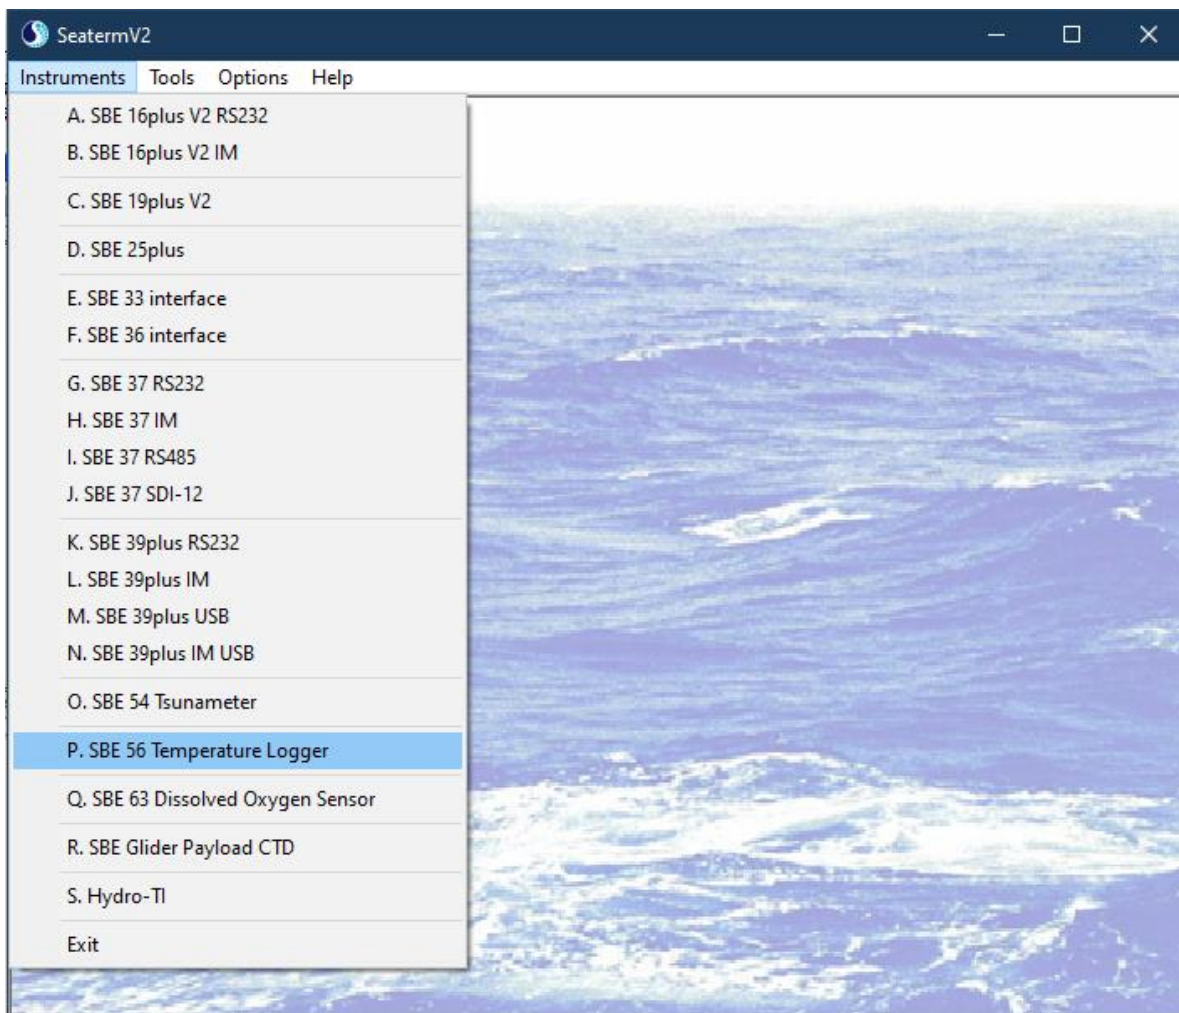 SeatermV2
Instruments Tools Options Help
A. SBE 16plus V2 RS232
B. SBE 16plus V2 IM
C. SBE 19plus V2
D. SBE 25plus
E. SBE 33 interface
F. SBE 36 interface
G. SBE 37 RS232
H. SBE 37 IM
I. SBE 37 RS485
J. SBE 37 SDI-12
K. SBE 39plus RS232
L. SBE 39plus IM
M. SBE 39plus USB
N. SBE 39plus IM USB
O. SBE 54 Tsunameter
P. SBE 56 Temperature Logger
Q. SBE 63 Dissolved Oxygen Sensor
R. SBE Glider Payload CTD
S. Hydro-TI
Exit